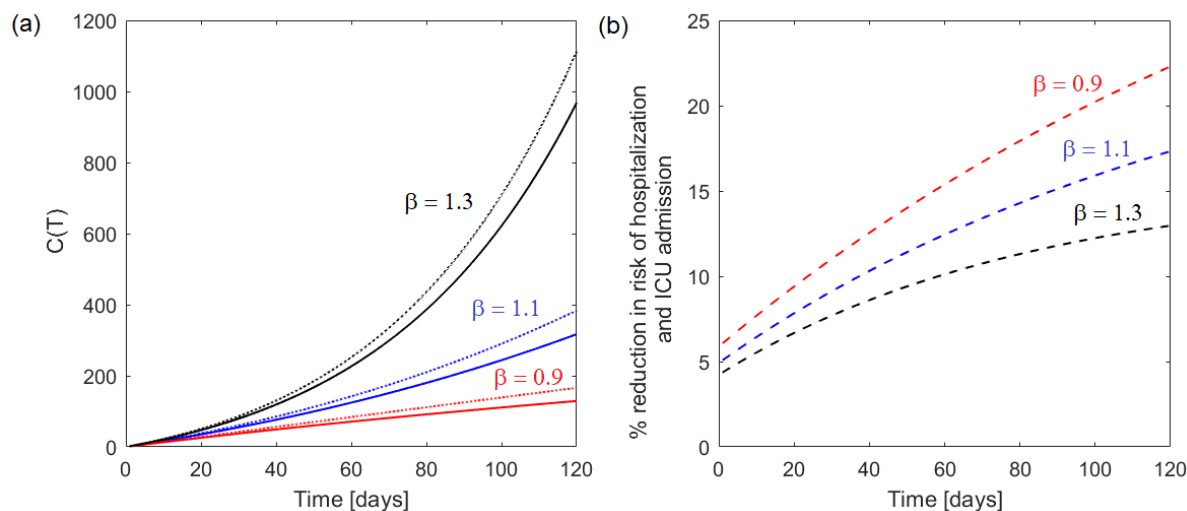 (a)
1200
1000
800
600
400
200
0
C(T)
β = 1.3
β = 1.1
β = 0.9
0 20 40 60 80 100 120
Time [days]
(b)
25
20
15
10
5
0
% reduction in risk of hospitalization
and ICU admission
β = 0.9
β = 1.1
β = 1.3
0 20 40 60 80 100 120
Time [days]